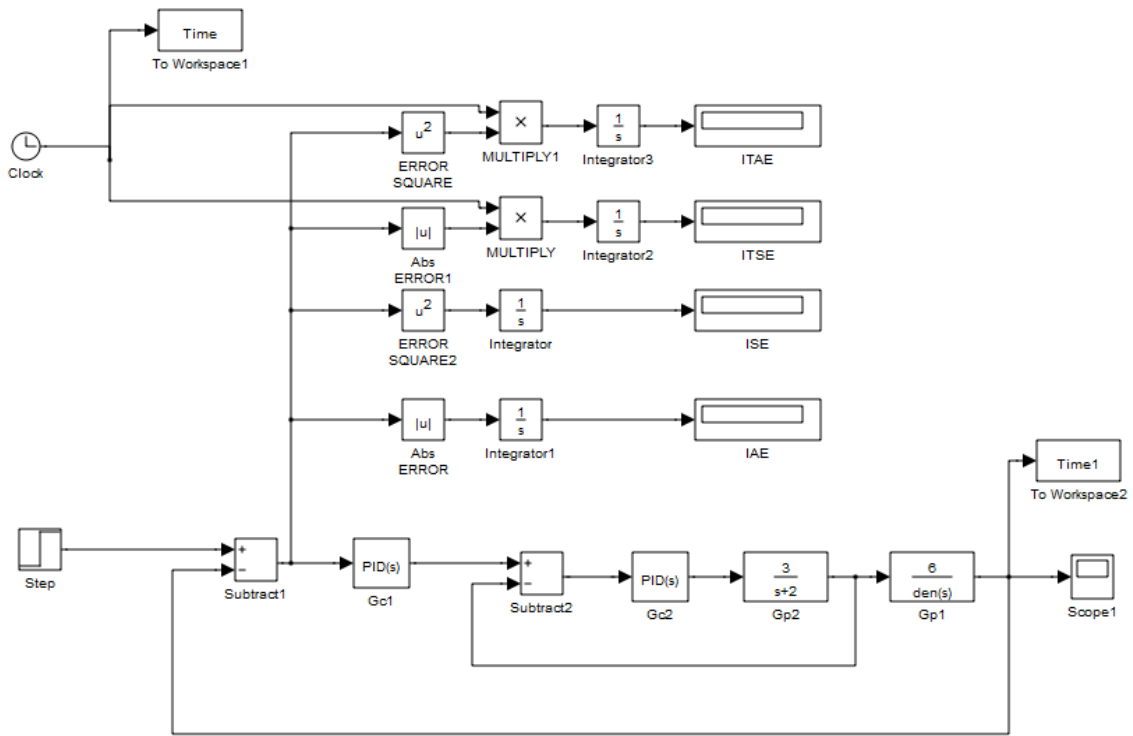 Time
To Workspace1
Clock
u2
ERROR
SQUARE
×
MULTIPLY1
1
s
Integrator3
ITAE
|u|
Abs
ERROR1
×
MULTIPLY
1
s
Integrator2
ITSE
u2
ERROR
SQUARE2
1
s
Integrator
ISE
|u|
Abs
ERROR
1
s
Integrator1
IAE
Time1
To Workspace2
Step
+
−
Subtract1
PID(s)
Gc1
+
−
Subtract2
PID(s)
Gc2
3
s+2
Gp2
6
den(s)
Gp1
Scope1